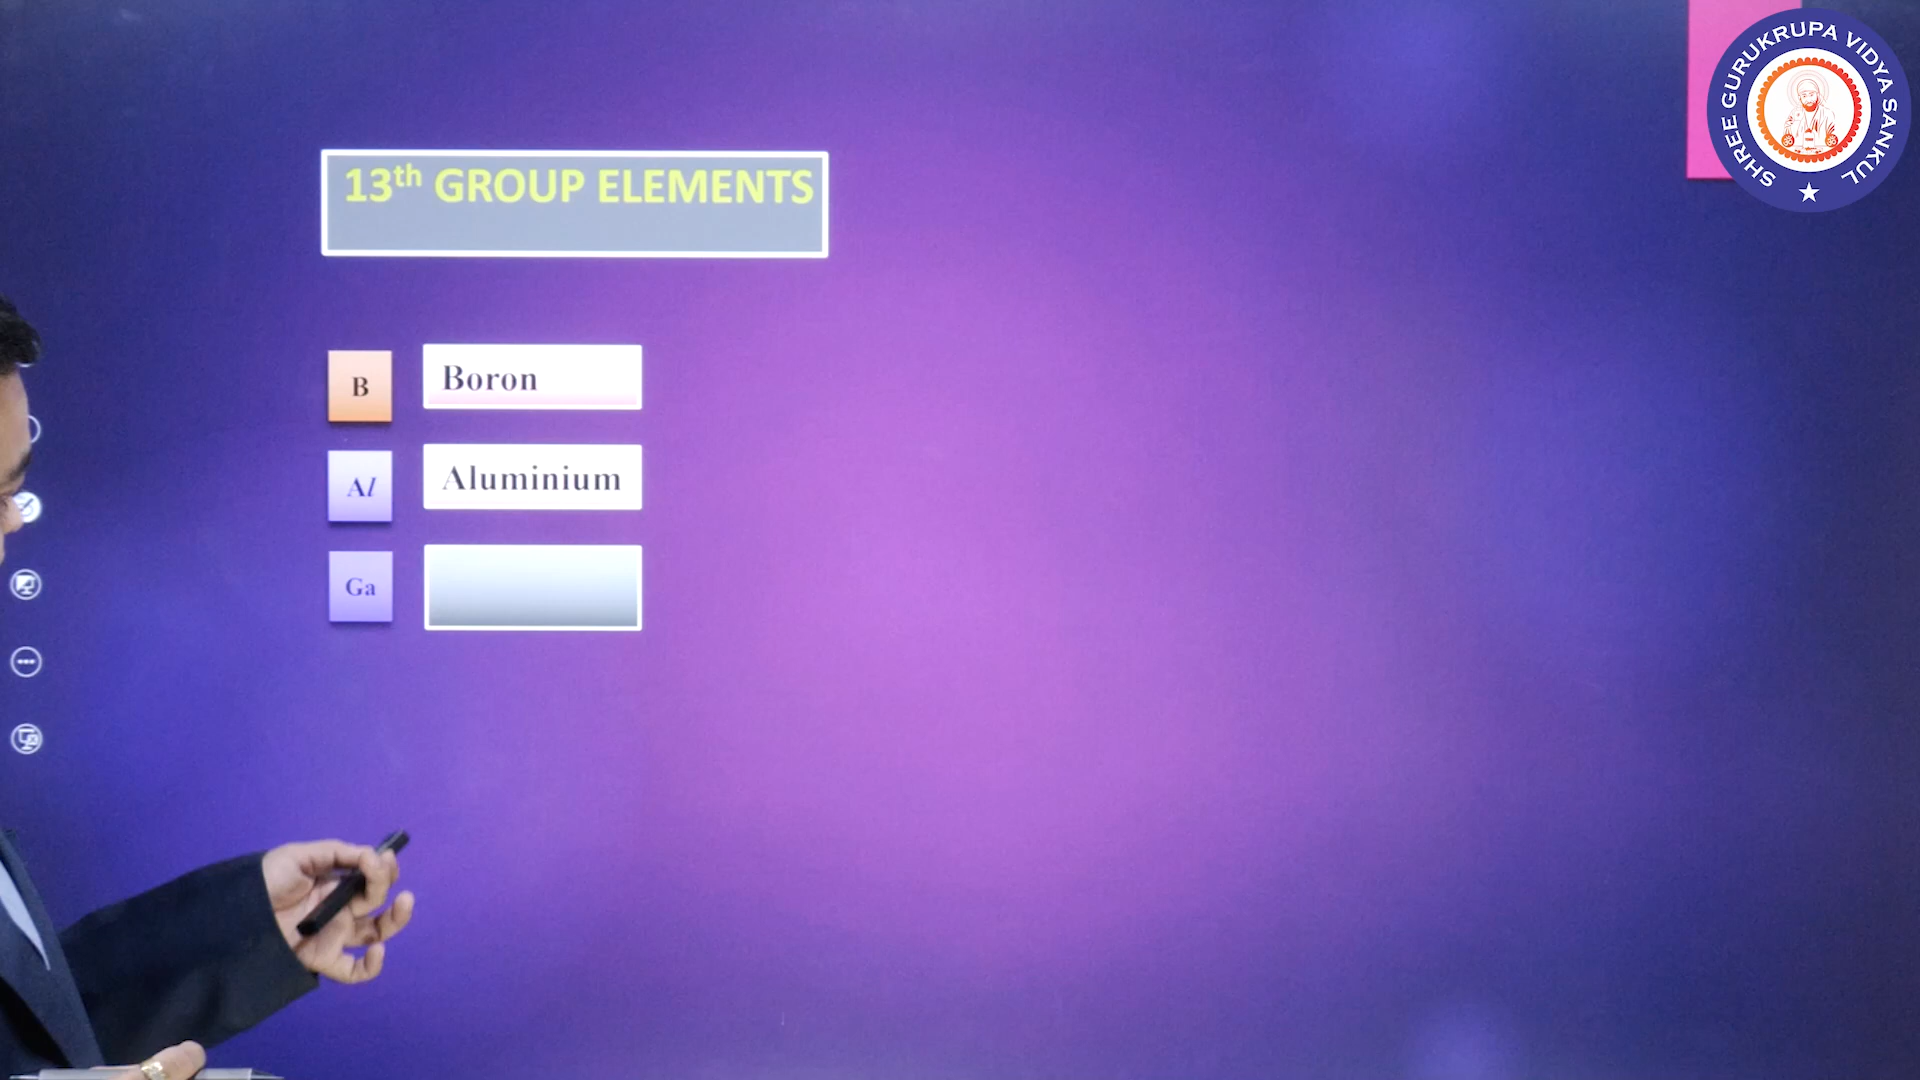 13th GROUP ELEMENTS
B Boron
Al Aluminium
Ga
SHREE GURUKRUPA VIDYA SANKUL